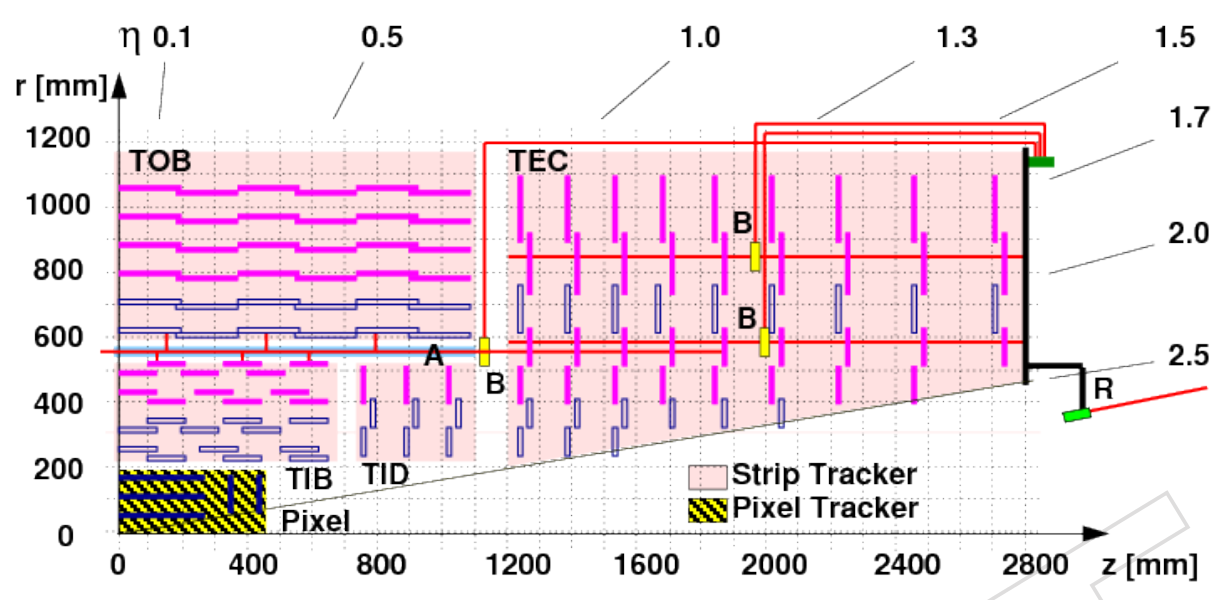 η 0.1 0.5 1.0 1.3 1.5
r [mm]
1.7
1200
TOB TEC
1000
B
2.0
800
B
600
A
2.5
B
R
400
200
TIB TID
Strip Tracker
Pixel
Pixel Tracker
0
0 400 800 1200 1600 2000 2400 2800 z [mm]